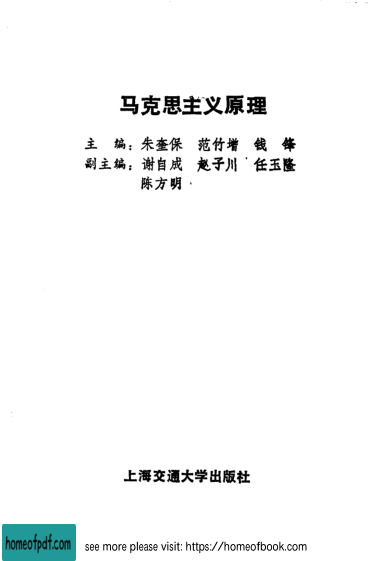 马克思主义原理
主 编：朱奎保 范竹增 钱 锋
副主编：谢自成 赵子川 任玉隆
陈方明
上海交通大学出版社
homeofpdf.com
see more please visit: https://homeofbook.com